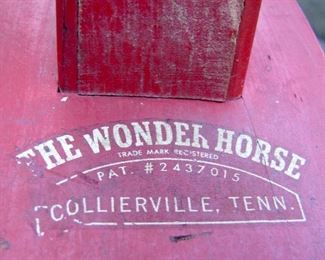 THE WONDER HORSE
TRADE MARK REGISTERED
PAT. #2437015
COLLIERVILLE, TENN.